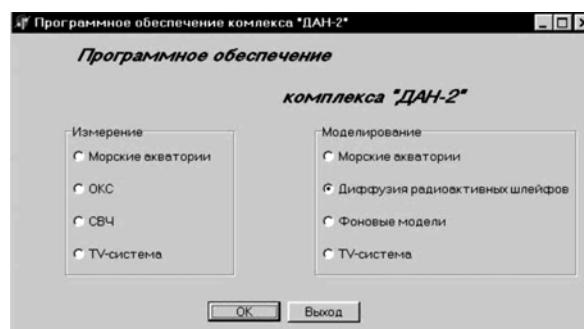 Программное обеспечение комлекса "ДАН-2"
Программное обеспечение
комплекса "ДАН-2"
Измерение
Морские акватории
ОКС
СВЧ
TV-система
Моделирование
Морские акватории
Диффузия радиоактивных шлейфов
Фоновые модели
TV-система
OK
Выход